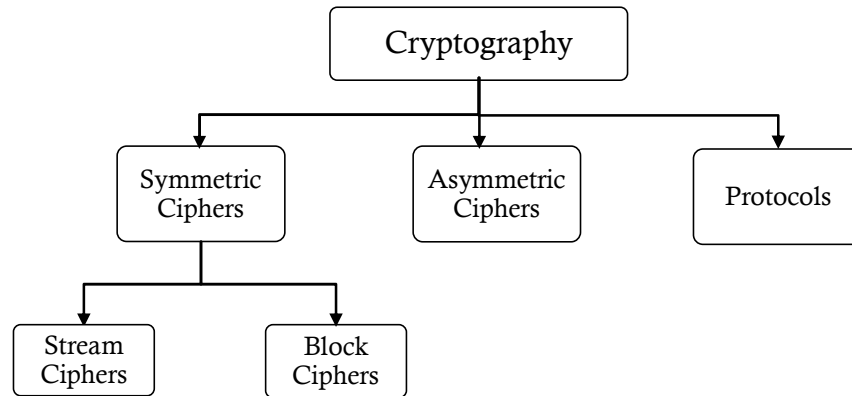 Cryptography
Symmetric
Ciphers
Asymmetric
Ciphers
Protocols
Stream
Ciphers
Block
Ciphers